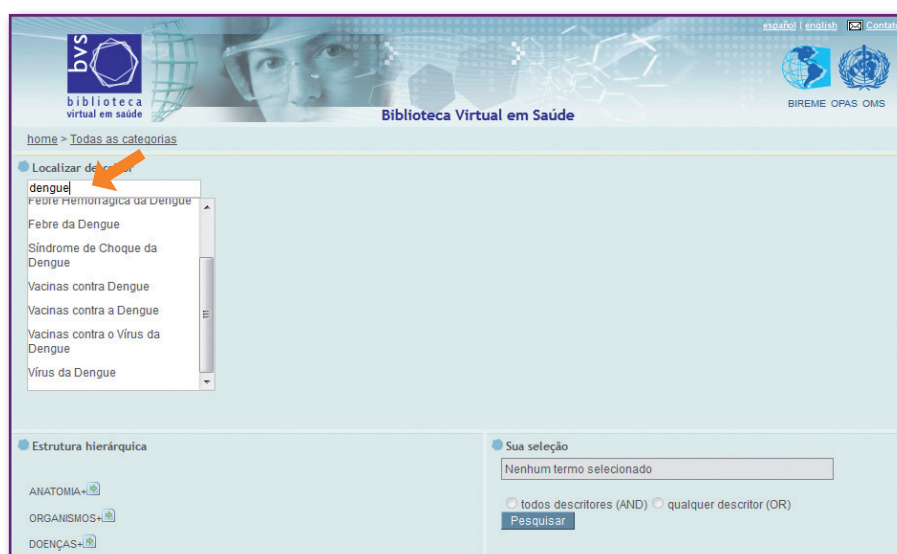 español | english Contato
bvs
biblioteca
virtual em saúde
BIREME OPAS OMS
Biblioteca Virtual em Saúde
home > Todas as categorias
Localizar
dengue
Febre Hemorrágica da Dengue
Febre da Dengue
Síndrome de Choque da
Dengue
Vacinas contra Dengue
Vacinas contra a Dengue
Vacinas contra o Vírus da
Dengue
Vírus da Dengue
Estrutura hierárquica
ANATOMIA+
ORGANISMOS+
DOENÇAS+
Sua seleção
Nenhum termo selecionado
todos descritores (AND) qualquer descritor (OR)
Pesquisar